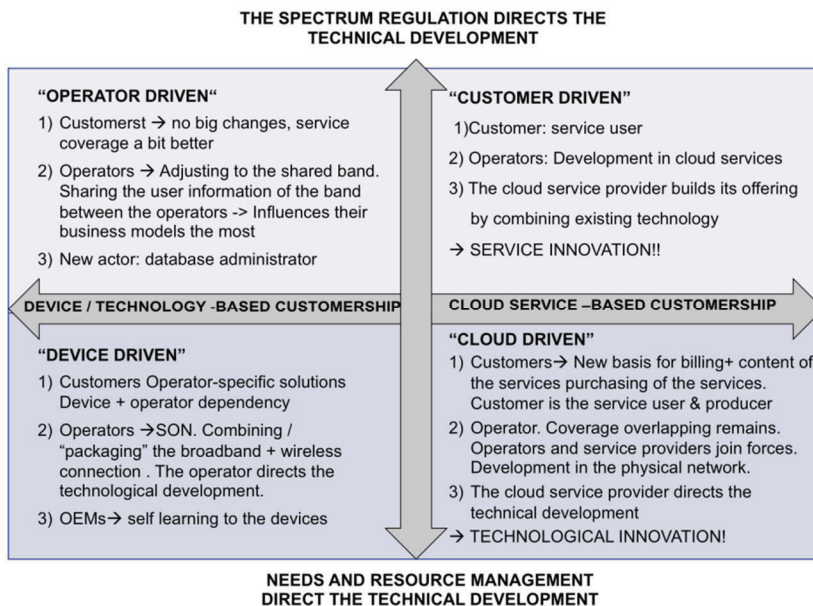 THE SPECTRUM REGULATION DIRECTS THE
TECHNICAL DEVELOPMENT
“OPERATOR DRIVEN“
1) Customerst → no big changes, service
coverage a bit better
2) Operators → Adjusting to the shared band.
Sharing the user information of the band
between the operators -> Influences their
business models the most
3) New actor: database administrator
“CUSTOMER DRIVEN”
1)Customer: service user
2) Operators: Development in cloud services
3) The cloud service provider builds its offering
by combining existing technology
→ SERVICE INNOVATION!!
DEVICE / TECHNOLOGY -BASED CUSTOMERSHIP
CLOUD SERVICE –BASED CUSTOMERSHIP
“DEVICE DRIVEN”
1) Customers Operator-specific solutions
Device + operator dependency
2) Operators →SON. Combining /
“packaging” the broadband + wireless
connection . The operator directs the
technological development.
3) OEMs→ self learning to the devices
“CLOUD DRIVEN”
1) Customers→ New basis for billing+ content of
the services purchasing of the services.
Customer is the service user & producer
2) Operator. Coverage overlapping remains.
Operators and service providers join forces.
Development in the physical network.
3) The cloud service provider directs the
technical development
→ TECHNOLOGICAL INNOVATION!
NEEDS AND RESOURCE MANAGEMENT
DIRECT THE TECHNICAL DEVELOPMENT